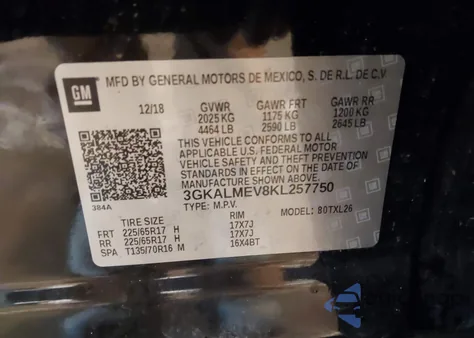 GM
MFD BY GENERAL MOTORS DE MEXICO, S. DE R.L. DE C.V
12/18 GVWR GAWR FRT GAWR RR
2025 KG 1175 KG 1200 KG
4464 LB 2590 LB 2645 LB
THIS VEHICLE CONFORMS TO ALL
APPLICABLE U.S. FEDERAL MOTOR
VEHICLE SAFETY AND THEFT PREVENTION
STANDARDS IN EFFECT ON THE DATE OF
MANUFACTURE SHOWN ABOVE.
3GKALMEV8KL257750
384A TYPE: M.P.V. MODEL: 80TXL26
TIRE SIZE RIM
FRT 225/65R17 H 17X7J
RR 225/65R17 H 17X7J
SPA T135/70R16 M 16X4BT